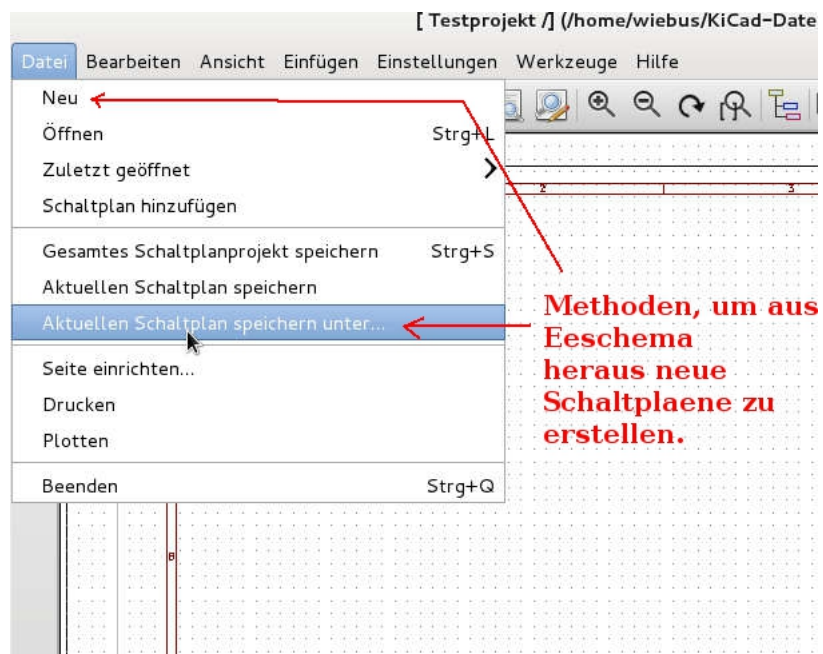 [ Testprojekt /] (/home/wiebus/KiCad-Date
Datei Bearbeiten Ansicht Einfügen Einstellungen Werkzeuge Hilfe
Neu
Öffnen Strg+L
Zuletzt geöffnet
Schaltplan hinzufügen
Gesamtes Schaltplanprojekt speichern Strg+S
Aktuellen Schaltplan speichern
Aktuellen Schaltplan speichern unter...
Seite einrichten...
Drucken
Plotten
Beenden Strg+Q
2 3
Methoden, um aus
Eeschema
heraus neue
Schaltplaene zu
erstellen.
B